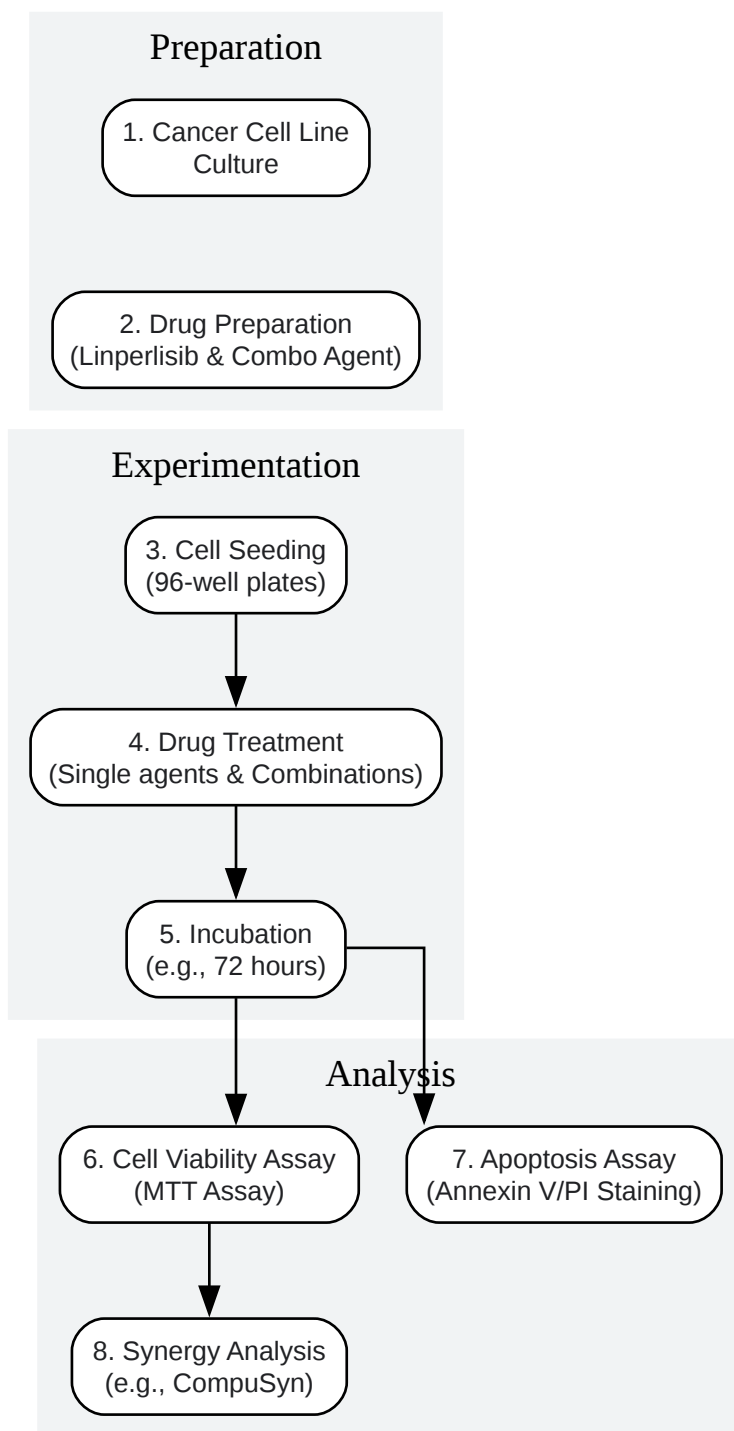 Preparation
1. Cancer Cell Line
Culture
2. Drug Preparation
(Linperlisib & Combo Agent)
Experimentation
3. Cell Seeding
(96-well plates)
4. Drug Treatment
(Single agents & Combinations)
5. Incubation
(e.g., 72 hours)
Analysis
6. Cell Viability Assay
(MTT Assay)
7. Apoptosis Assay
(Annexin V/PI Staining)
8. Synergy Analysis
(e.g., CompuSyn)